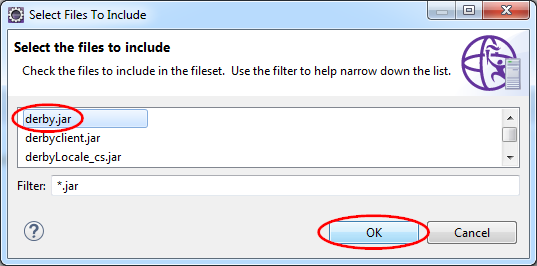 Select Files To Include
Select the files to include
Check the files to include in the fileset. Use the filter to help narrow down the list.
derby.jar
derbyclient.jar
derbyLocale_cs.jar
Filter: *.jar
? OK Cancel